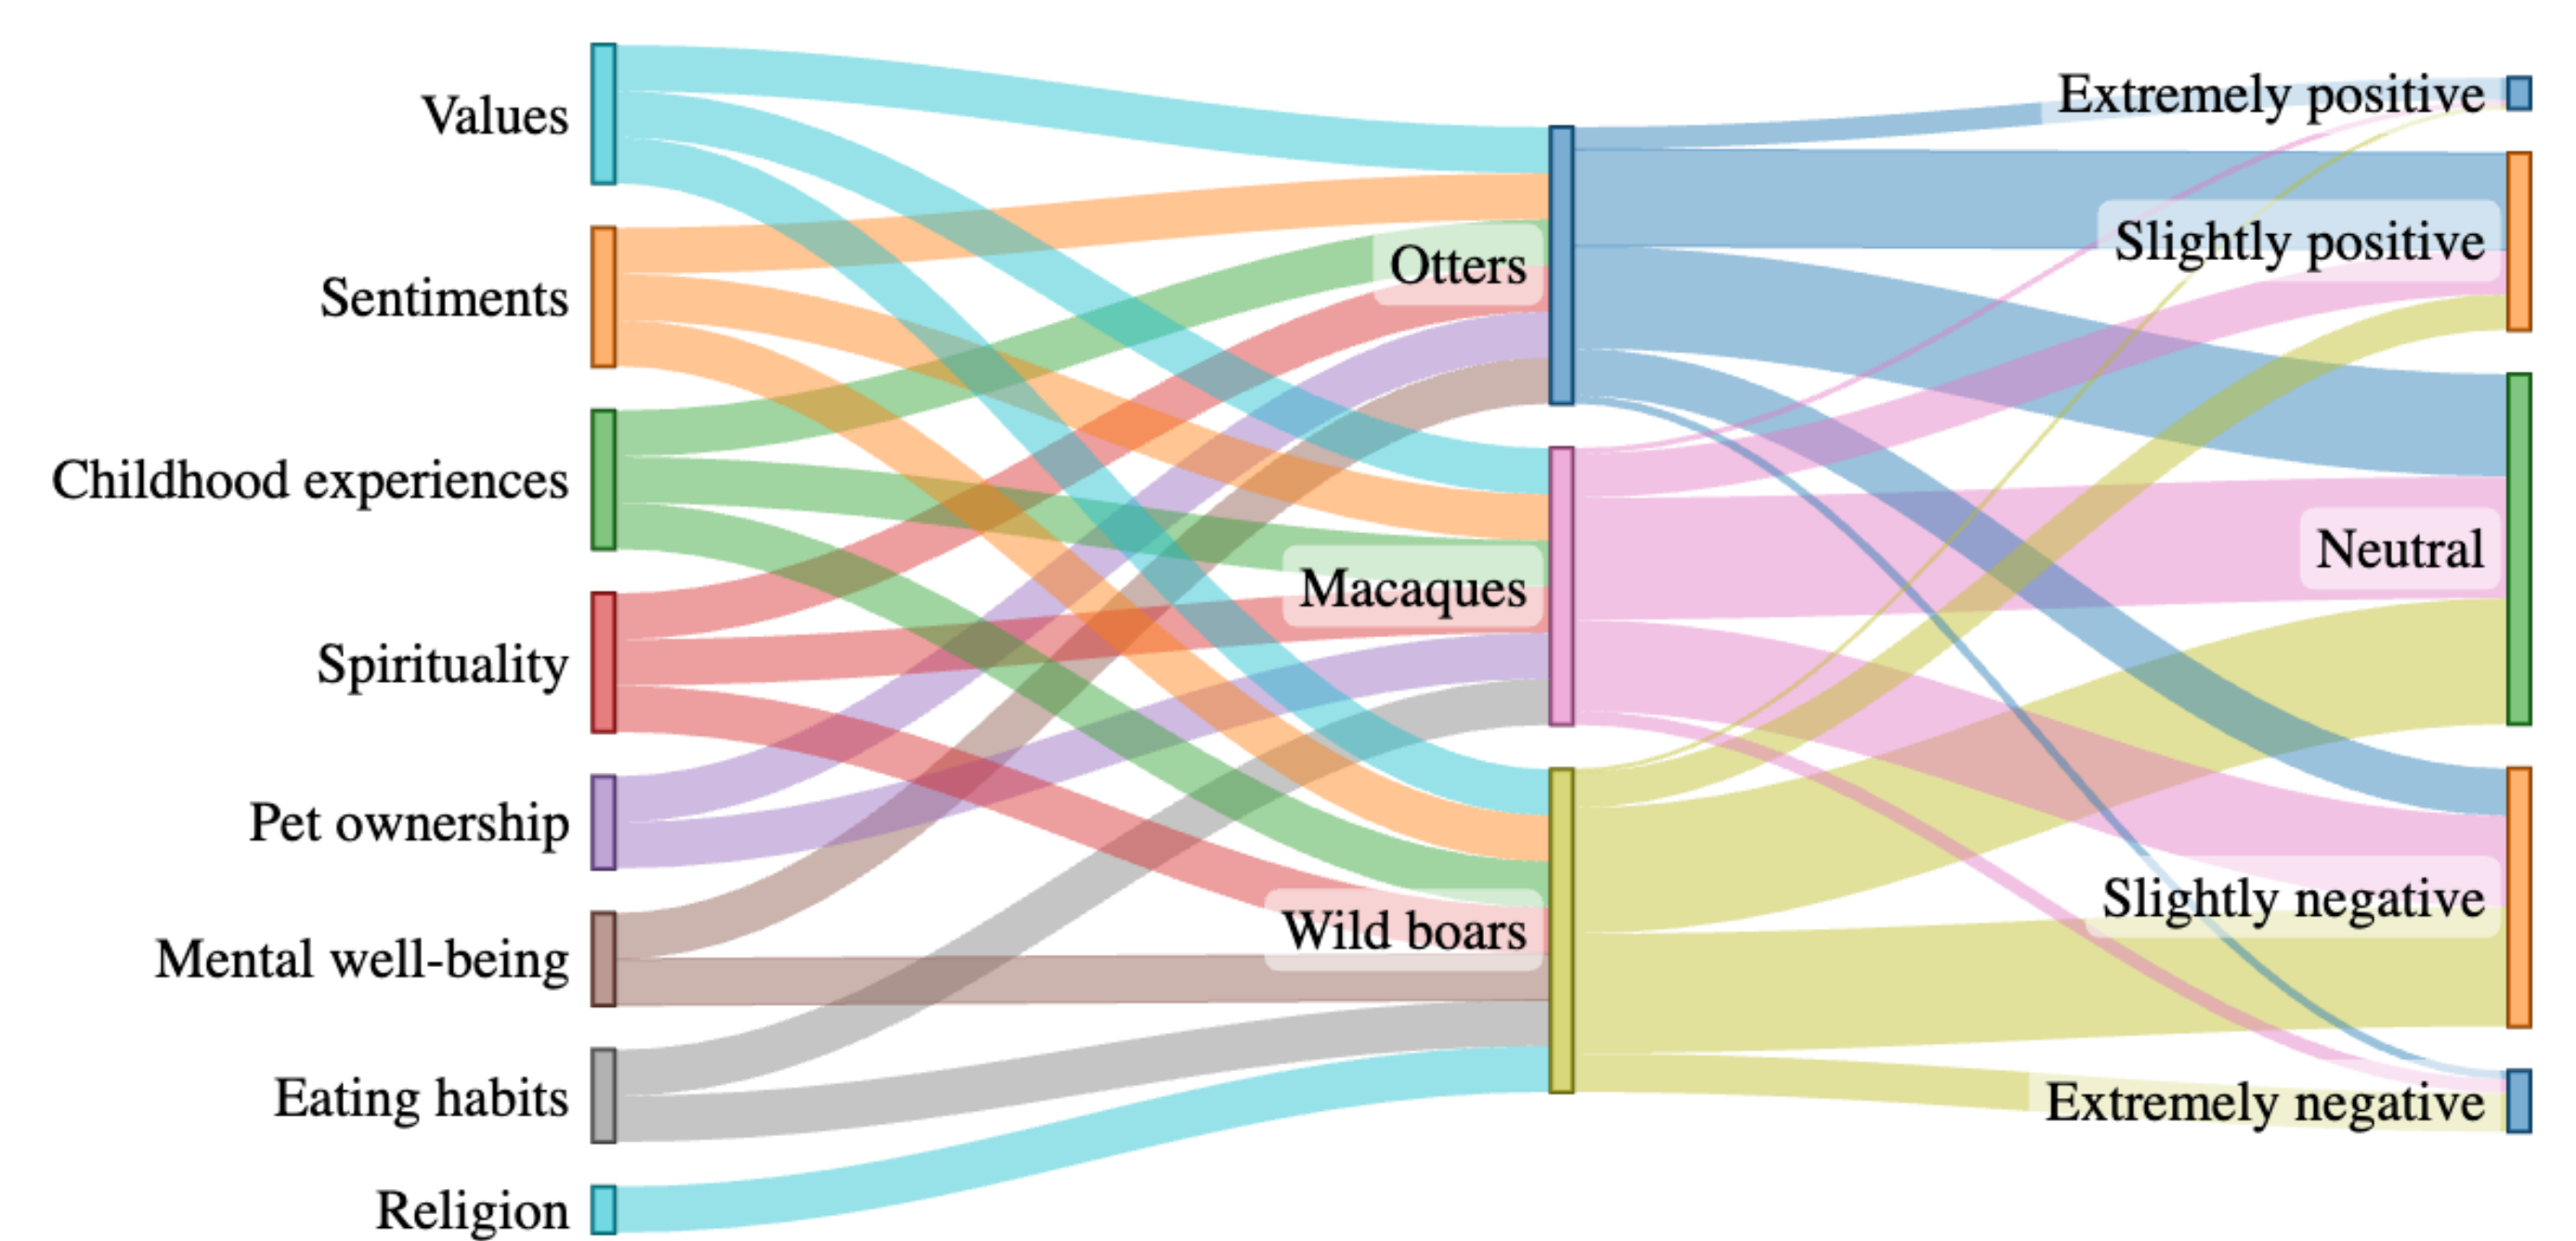 Values
Sentiments
Childhood experiences
Spirituality
Pet ownership
Mental well-being
Eating habits
Religion
Otters
Macaques
Wild boars
Extremely positive
Slightly positive
Neutral
Slightly negative
Extremely negative